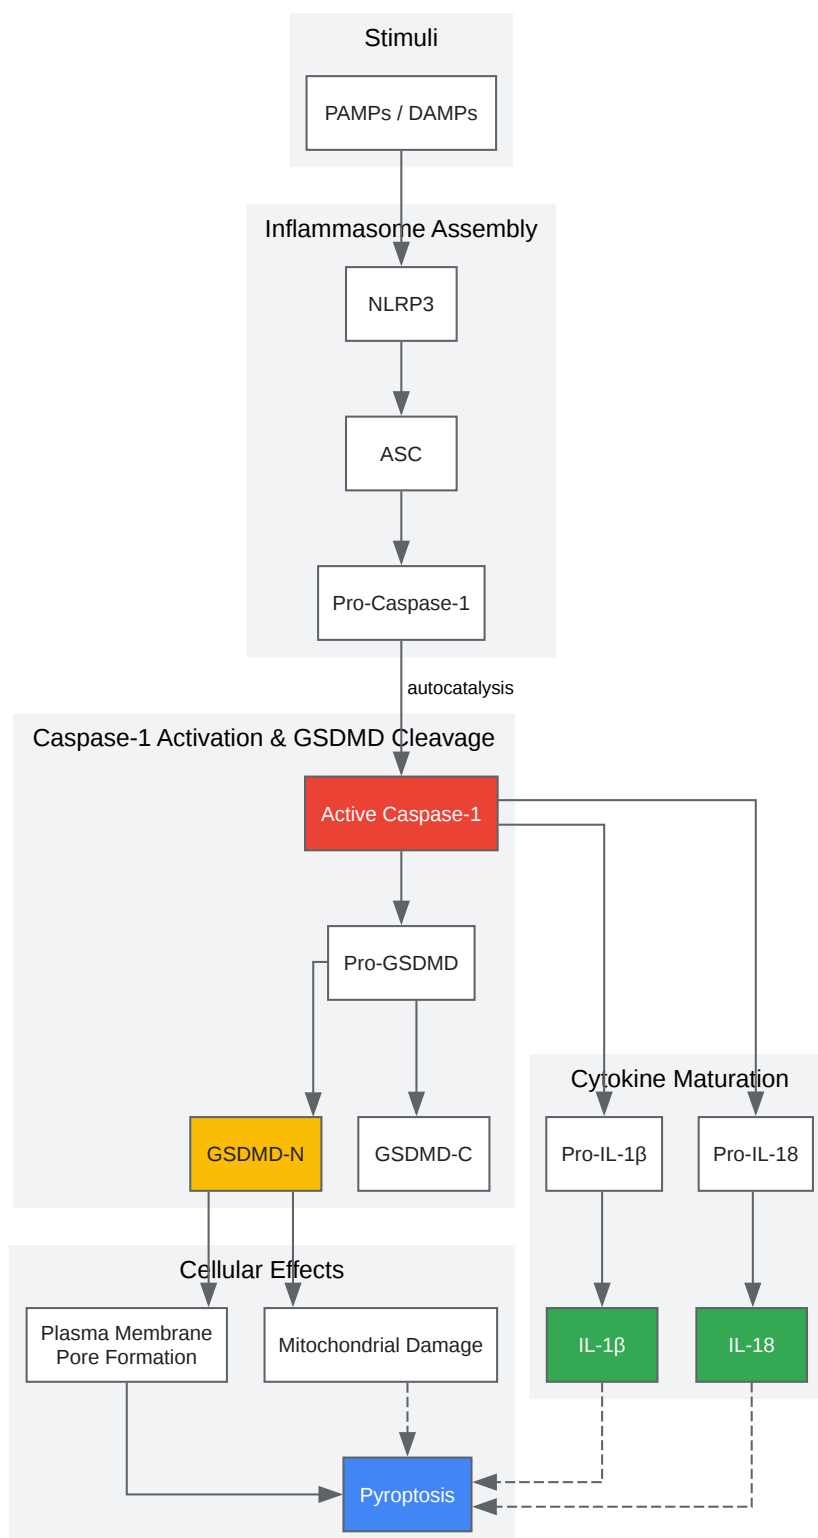 Stimuli
PAMPs / DAMPs
Inflammasome Assembly
NLRP3
ASC
Pro-Caspase-1
autocatalysis
Caspase-1 Activation & GSDMD Cleavage
Active Caspase-1
Pro-GSDMD
GSDMD-N
GSDMD-C
Cytokine Maturation
Pro-IL-1β
Pro-IL-18
Cellular Effects
Plasma Membrane
Pore Formation
Mitochondrial Damage
IL-1β
IL-18
Pyroptosis